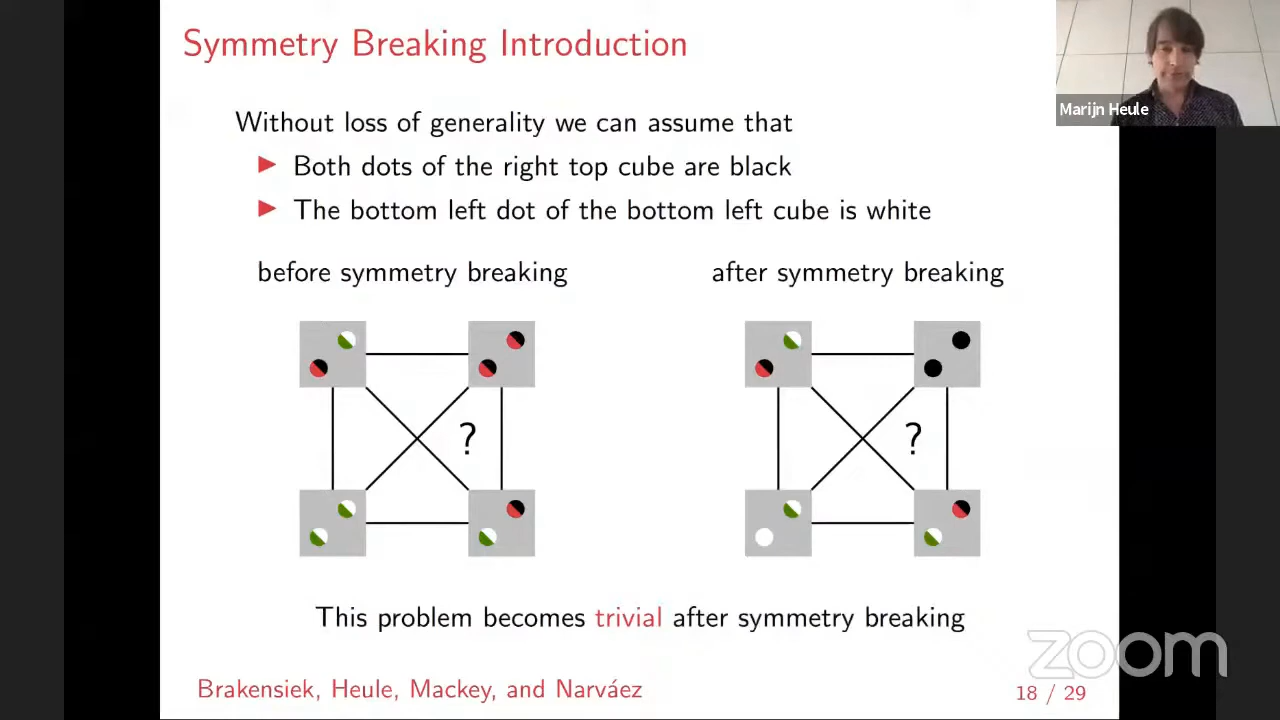 Symmetry Breaking Introduction
Marijn Heule
Without loss of generality we can assume that
Both dots of the right top cube are black
The bottom left dot of the bottom left cube is white
before symmetry breaking
after symmetry breaking
?
?
This problem becomes trivial after symmetry breaking
zoom
Brakensiek, Heule, Mackey, and Narváez
18 / 29